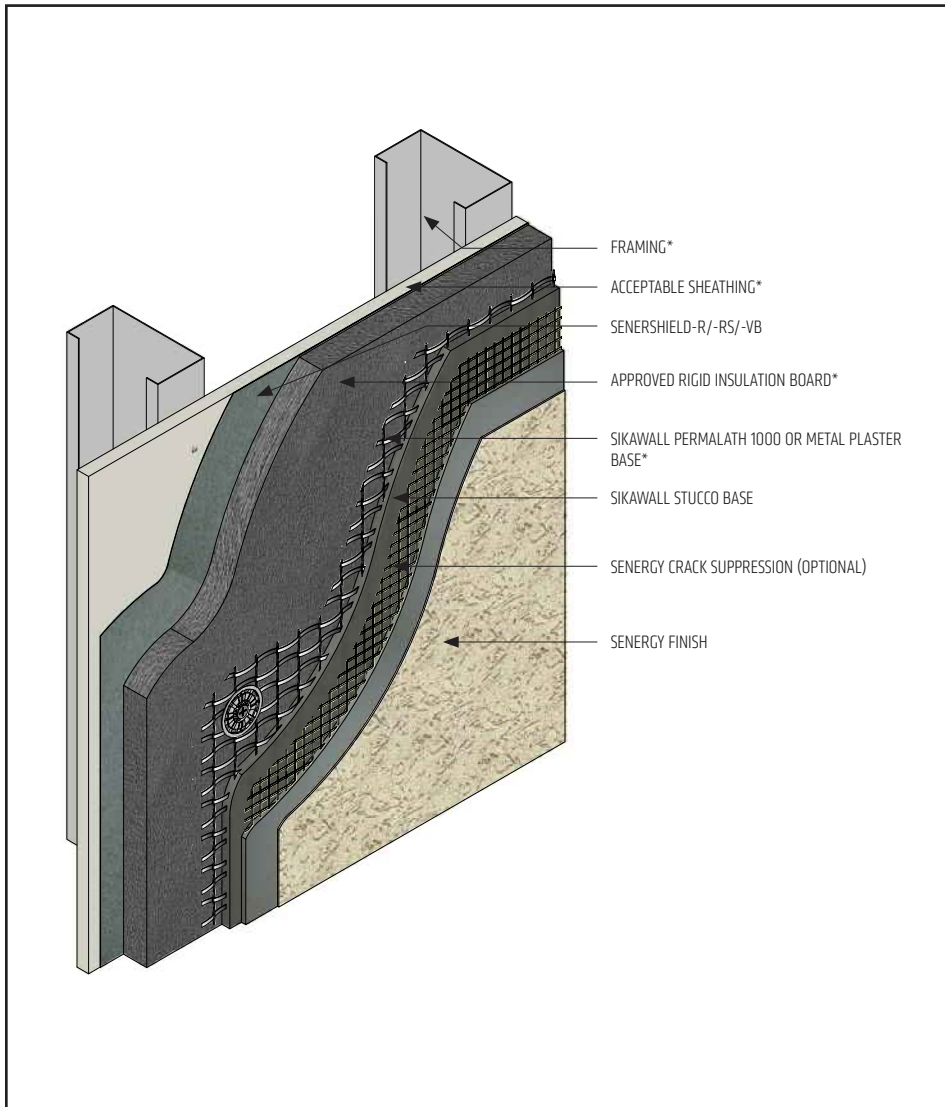 FRAMING*
ACCEPTABLE SHEATHING*
SENERSHIELD-R/-RS/-VB
APPROVED RIGID INSULATION BOARD*
SIKAWALL PERMALATH 1000 OR METAL PLASTER
BASE*
SIKAWALL STUCCO BASE
SENERGY CRACK SUPPRESSION (OPTIONAL)
SENERGY FINISH